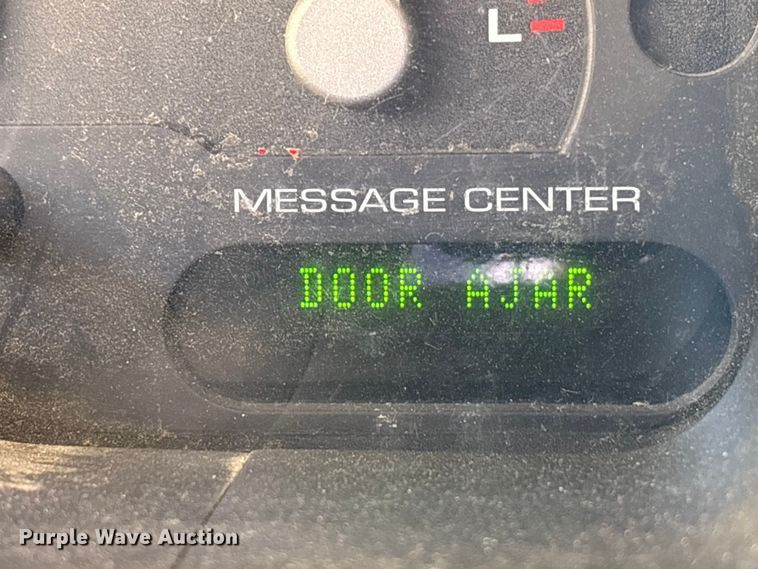 L
MESSAGE CENTER
DOOR AJAR
Purple Wave Auction